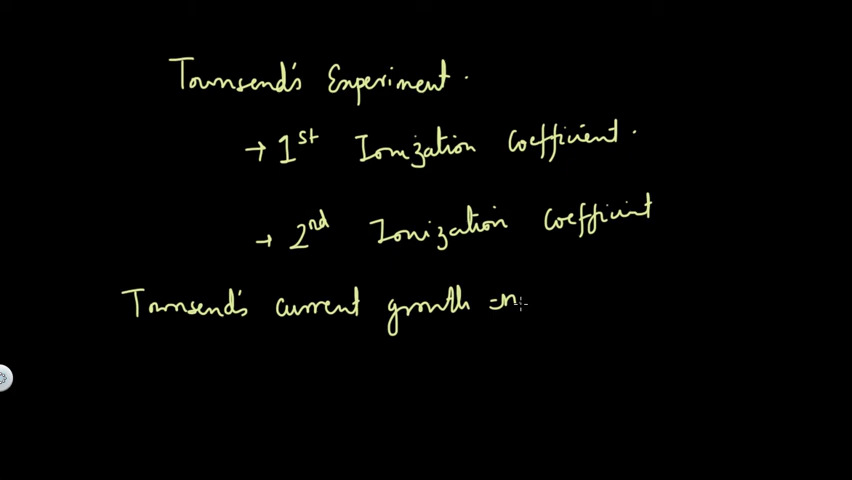 Townsend's Experiment.
→ 1st Ionization Coefficient.
→ 2nd Ionization Coefficient
Townsend's current growth